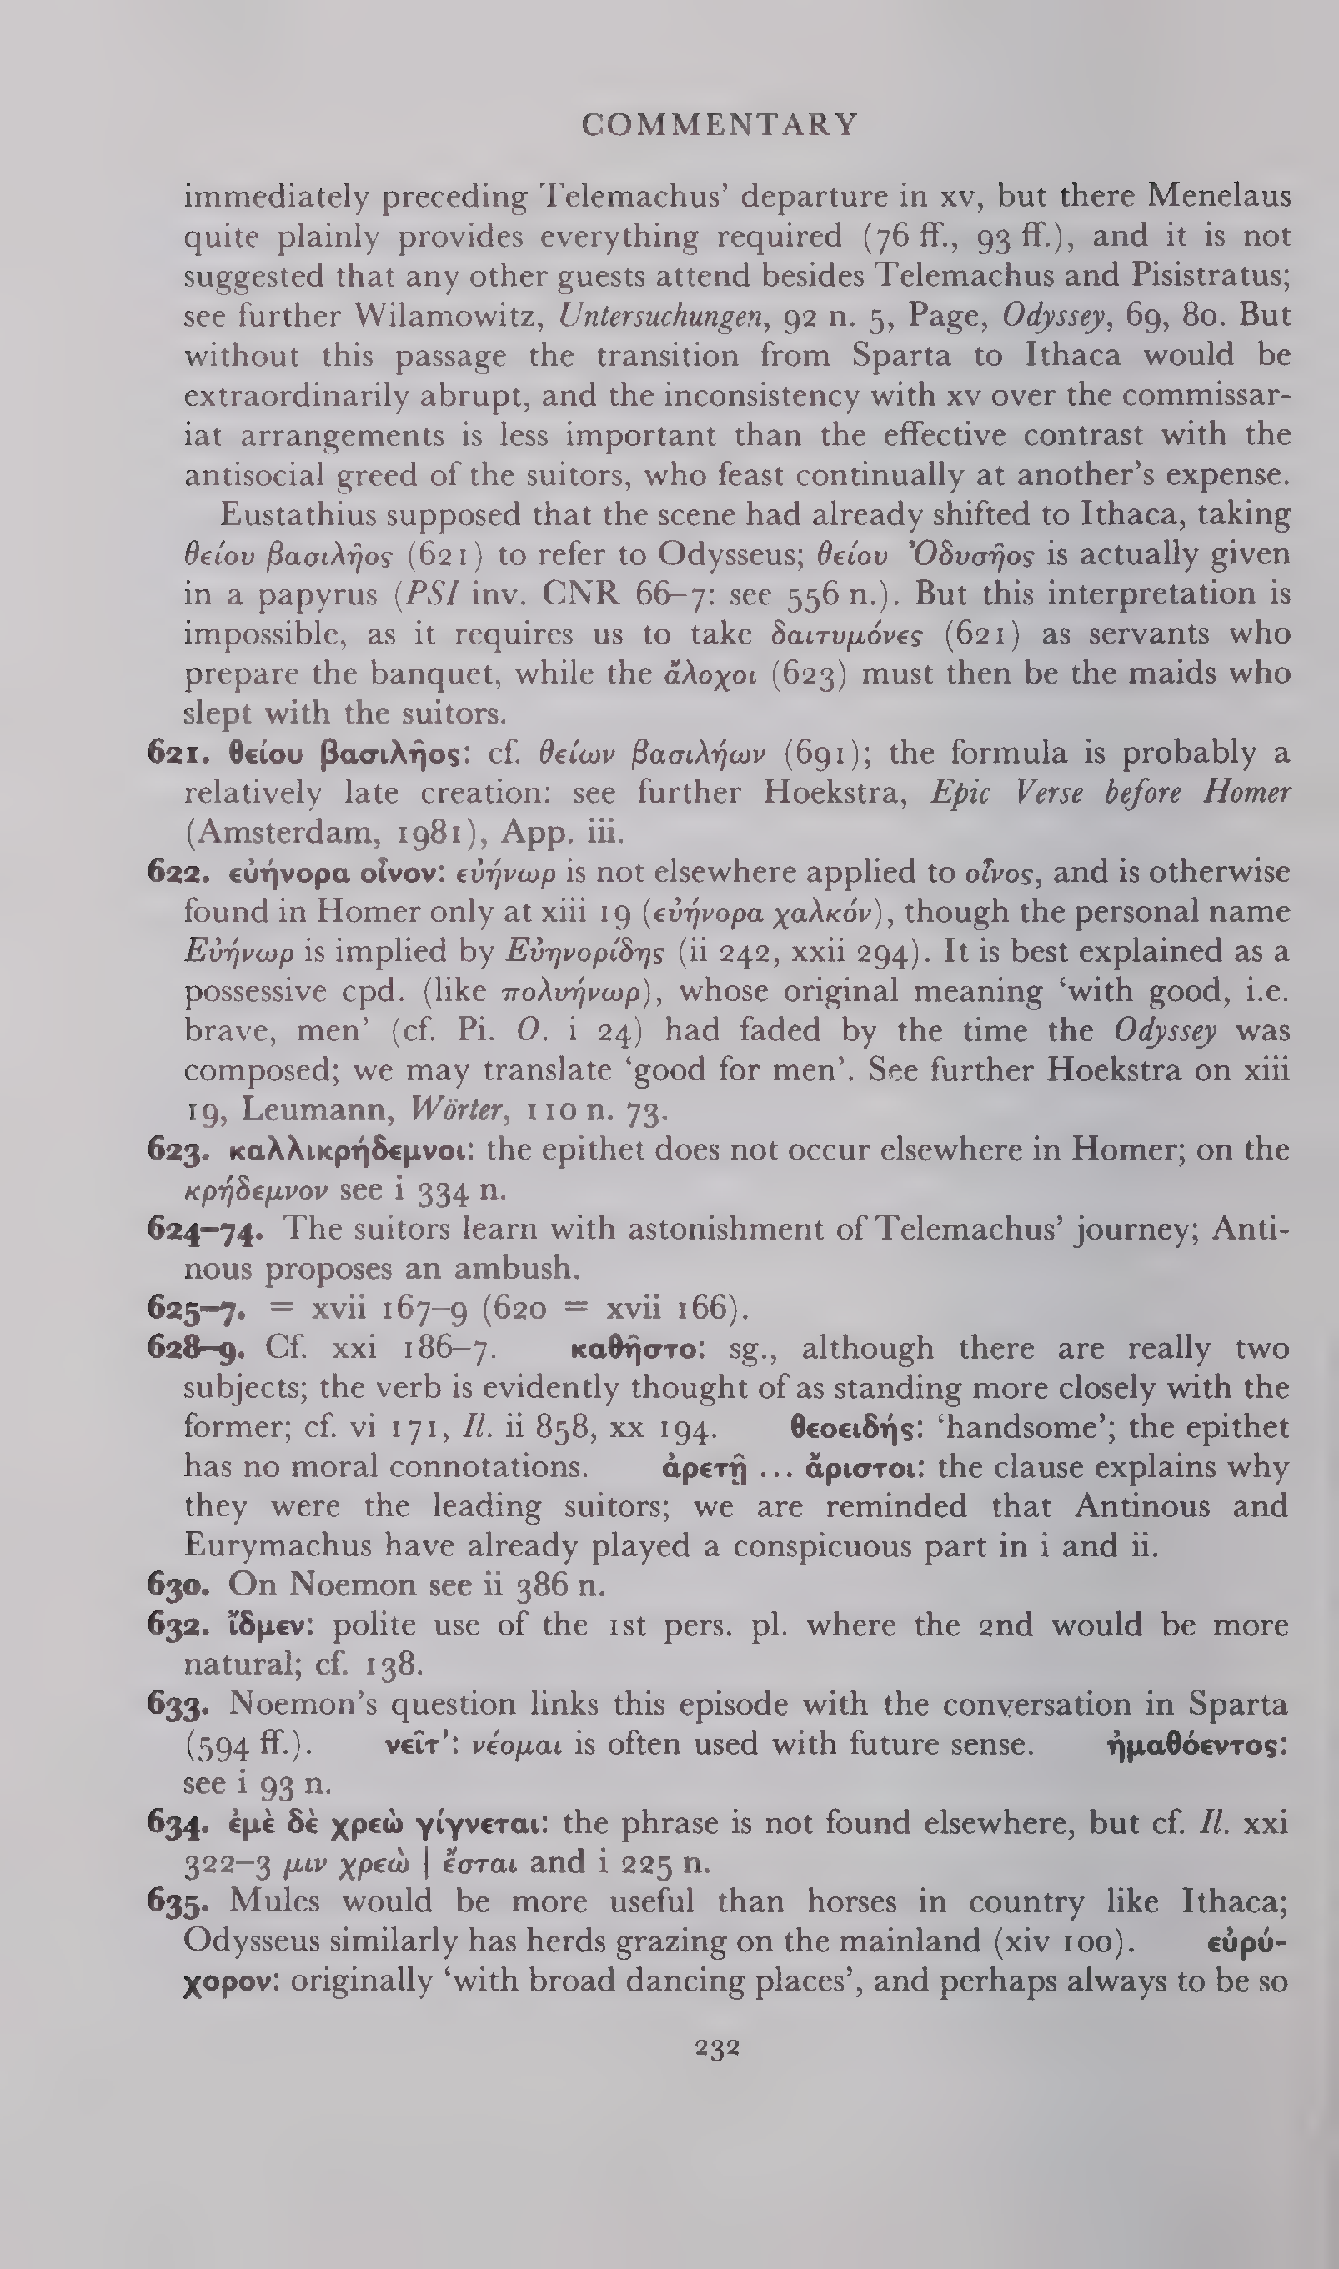 COMMENTARY
immediately preceding Telemachus’ departure in xv, but there Menelaus
quite plainly provides everything required (76 ff., 93 ff.), and it is not
suggested that any other guests attend besides Telemachus and Pisistratus;
see further Wilamowitz, Untersuchungen, 92 n. 5, Page, Odyssey, 69, 80. But
without this passage the transition from Sparta to Ithaca would be
extraordinarily abrupt, and the inconsistency with xv over the commissar-
iat arrangements is less important than the effective contrast with the
antisocial greed of the suitors, who feast continually at another’s expense.
Eustathius supposed that the scene had already shifted to Ithaca, taking
θείου βασιλῆος (621) to refer to Odysseus; θείου Ὀδυσῆος is actually given
in a papyrus (PSI inv. CNR 66–7: see 556 n.). But this interpretation is
impossible, as it requires us to take δαιτυμόνες (621) as servants who
prepare the banquet, while the ἄλοχοι (623) must then be the maids who
slept with the suitors.
621. θείου βασιλῆος: cf. θείων βασιλήων (691); the formula is probably a
relatively late creation: see further Hoekstra, Epic Verse before Homer
(Amsterdam, 1981), App. iii.
622. εὐήνορα οἶνον: εὐήνωρ is not elsewhere applied to οἶνος, and is otherwise
found in Homer only at xiii 19 (εὐήνορα χαλκόν), though the personal name
Εὐήνωρ is implied by Εὐηνορίδης (ii 242, xxii 294). It is best explained as a
possessive cpd. (like πολυήνωρ), whose original meaning ‘with good, i.e.
brave, men’ (cf. Pi. O. i 24) had faded by the time the Odyssey was
composed; we may translate ‘good for men’. See further Hoekstra on xiii
19, Leumann, Wörter, 110 n. 73.
623. καλλικρήδεμνοι: the epithet does not occur elsewhere in Homer; on the
κρήδεμνον see i 334 n.
624–74. The suitors learn with astonishment of Telemachus’ journey; Anti-
nous proposes an ambush.
625–7. = xvii 167–9 (620 = xvii 166).
628–9. Cf. xxi 186–7. καθῆστο: sg., although there are really two
subjects; the verb is evidently thought of as standing more closely with the
former; cf. vi 171, Il. ii 858, xx 194. θεοειδής: ‘handsome’; the epithet
has no moral connotations. ἀρετῇ ... ἄριστοι: the clause explains why
they were the leading suitors; we are reminded that Antinous and
Eurymachus have already played a conspicuous part in i and ii.
630. On Noemon see ii 386 n.
632. ἴδμεν: polite use of the 1st pers. pl. where the 2nd would be more
natural; cf. 138.
633. Noemon’s question links this episode with the conversation in Sparta
(594 ff.). νεῖτ’: νέομαι is often used with future sense. ἠμαθόεντος:
see i 93 n.
634. ἐμὲ δὲ χρεὼ γίγνεται: the phrase is not found elsewhere, but cf. Il. xxi
322–3 μιν χρεὼ | ἔσται and i 225 n.
635. Mules would be more useful than horses in country like Ithaca;
Odysseus similarly has herds grazing on the mainland (xiv 100). εὐρύ-
χορον: originally ‘with broad dancing places’, and perhaps always to be so
232